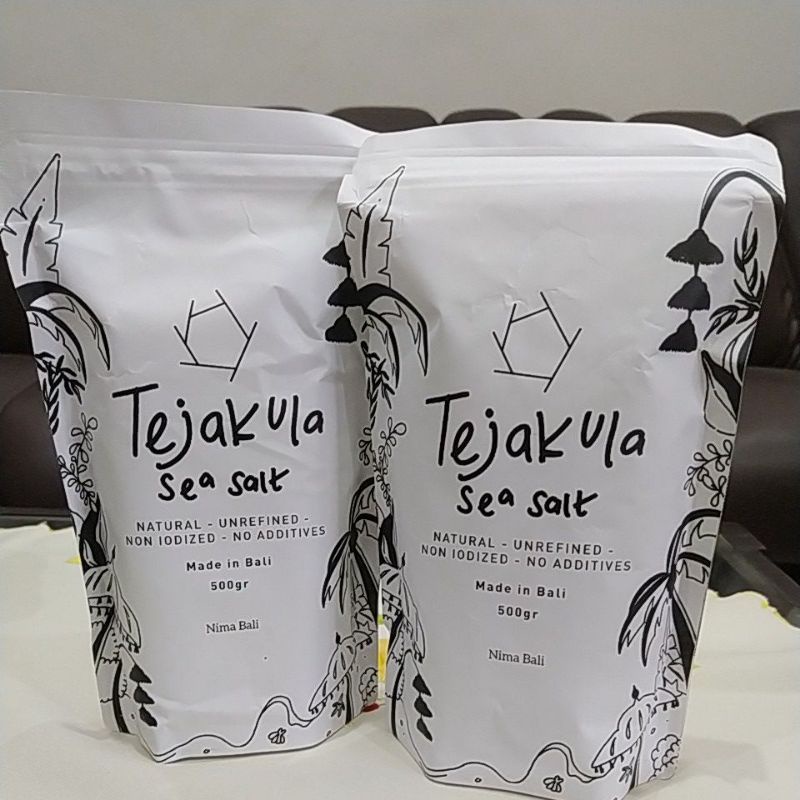 Tejakula
sea salt
NATURAL - UNREFINED -
NON IODIZED - NO ADDITIVES
Made in Bali
500gr
Nima Bali
Tejakula
sea salt
NATURAL - UNREFINED -
NON IODIZED - NO ADDITIVES
Made in Bali
500gr
Nima Bali